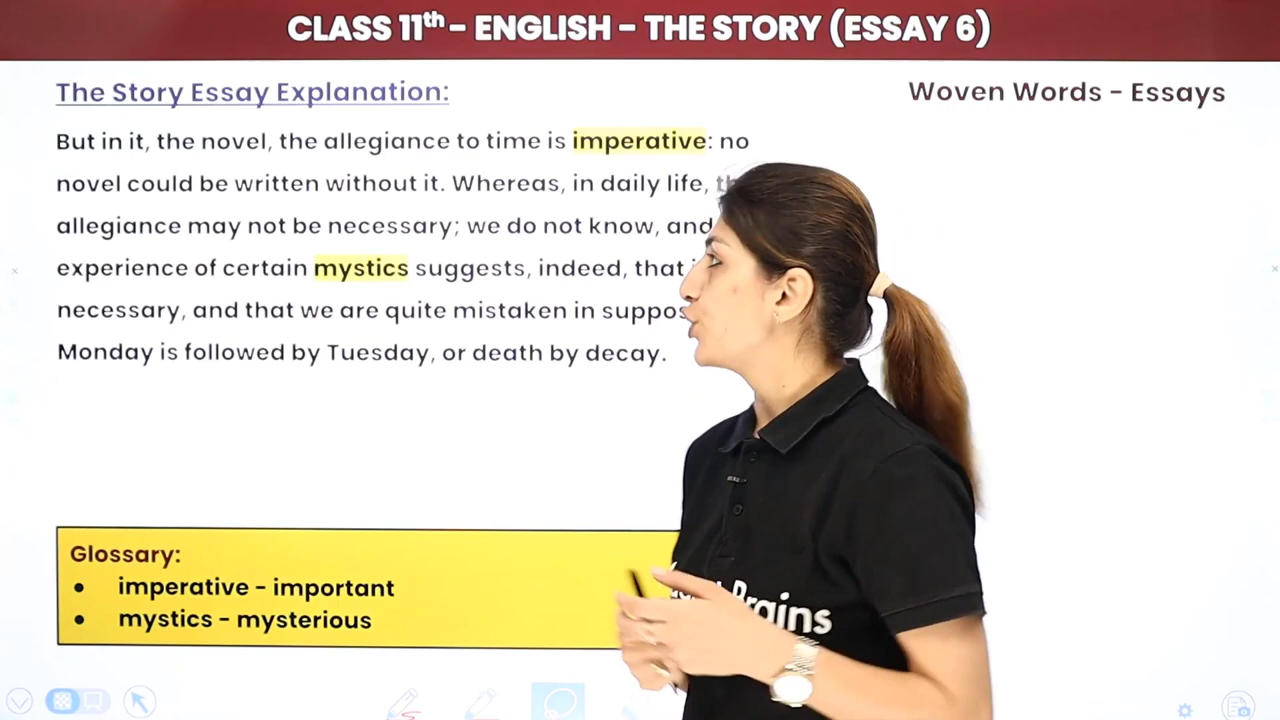 CLASS 11th - ENGLISH - THE STORY (ESSAY 6)
The Story Essay Explanation:
Woven Words - Essays
But in it, the novel, the allegiance to time is imperative: no
novel could be written without it. Whereas, in daily life,
allegiance may not be necessary; we do not know, and
experience of certain mystics suggests, indeed, that
necessary, and that we are quite mistaken in
Monday is followed by Tuesday, or death by decay.
Glossary:
• imperative - important
• mystics - mysterious
Brains